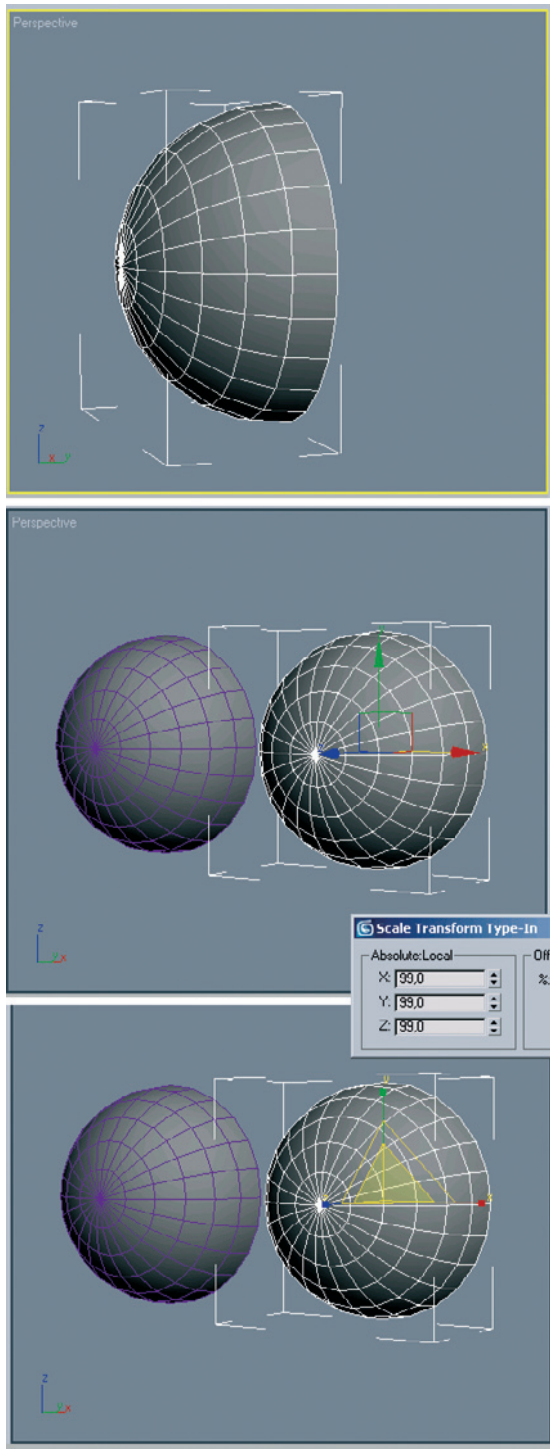 Perspective
z
x y
Perspective
y
x
z
y x
Scale Transform Type-In
Absolute:Local
Off
X: 99,0
%
Y: 99,0
Z: 99,0
y
x
z
y x